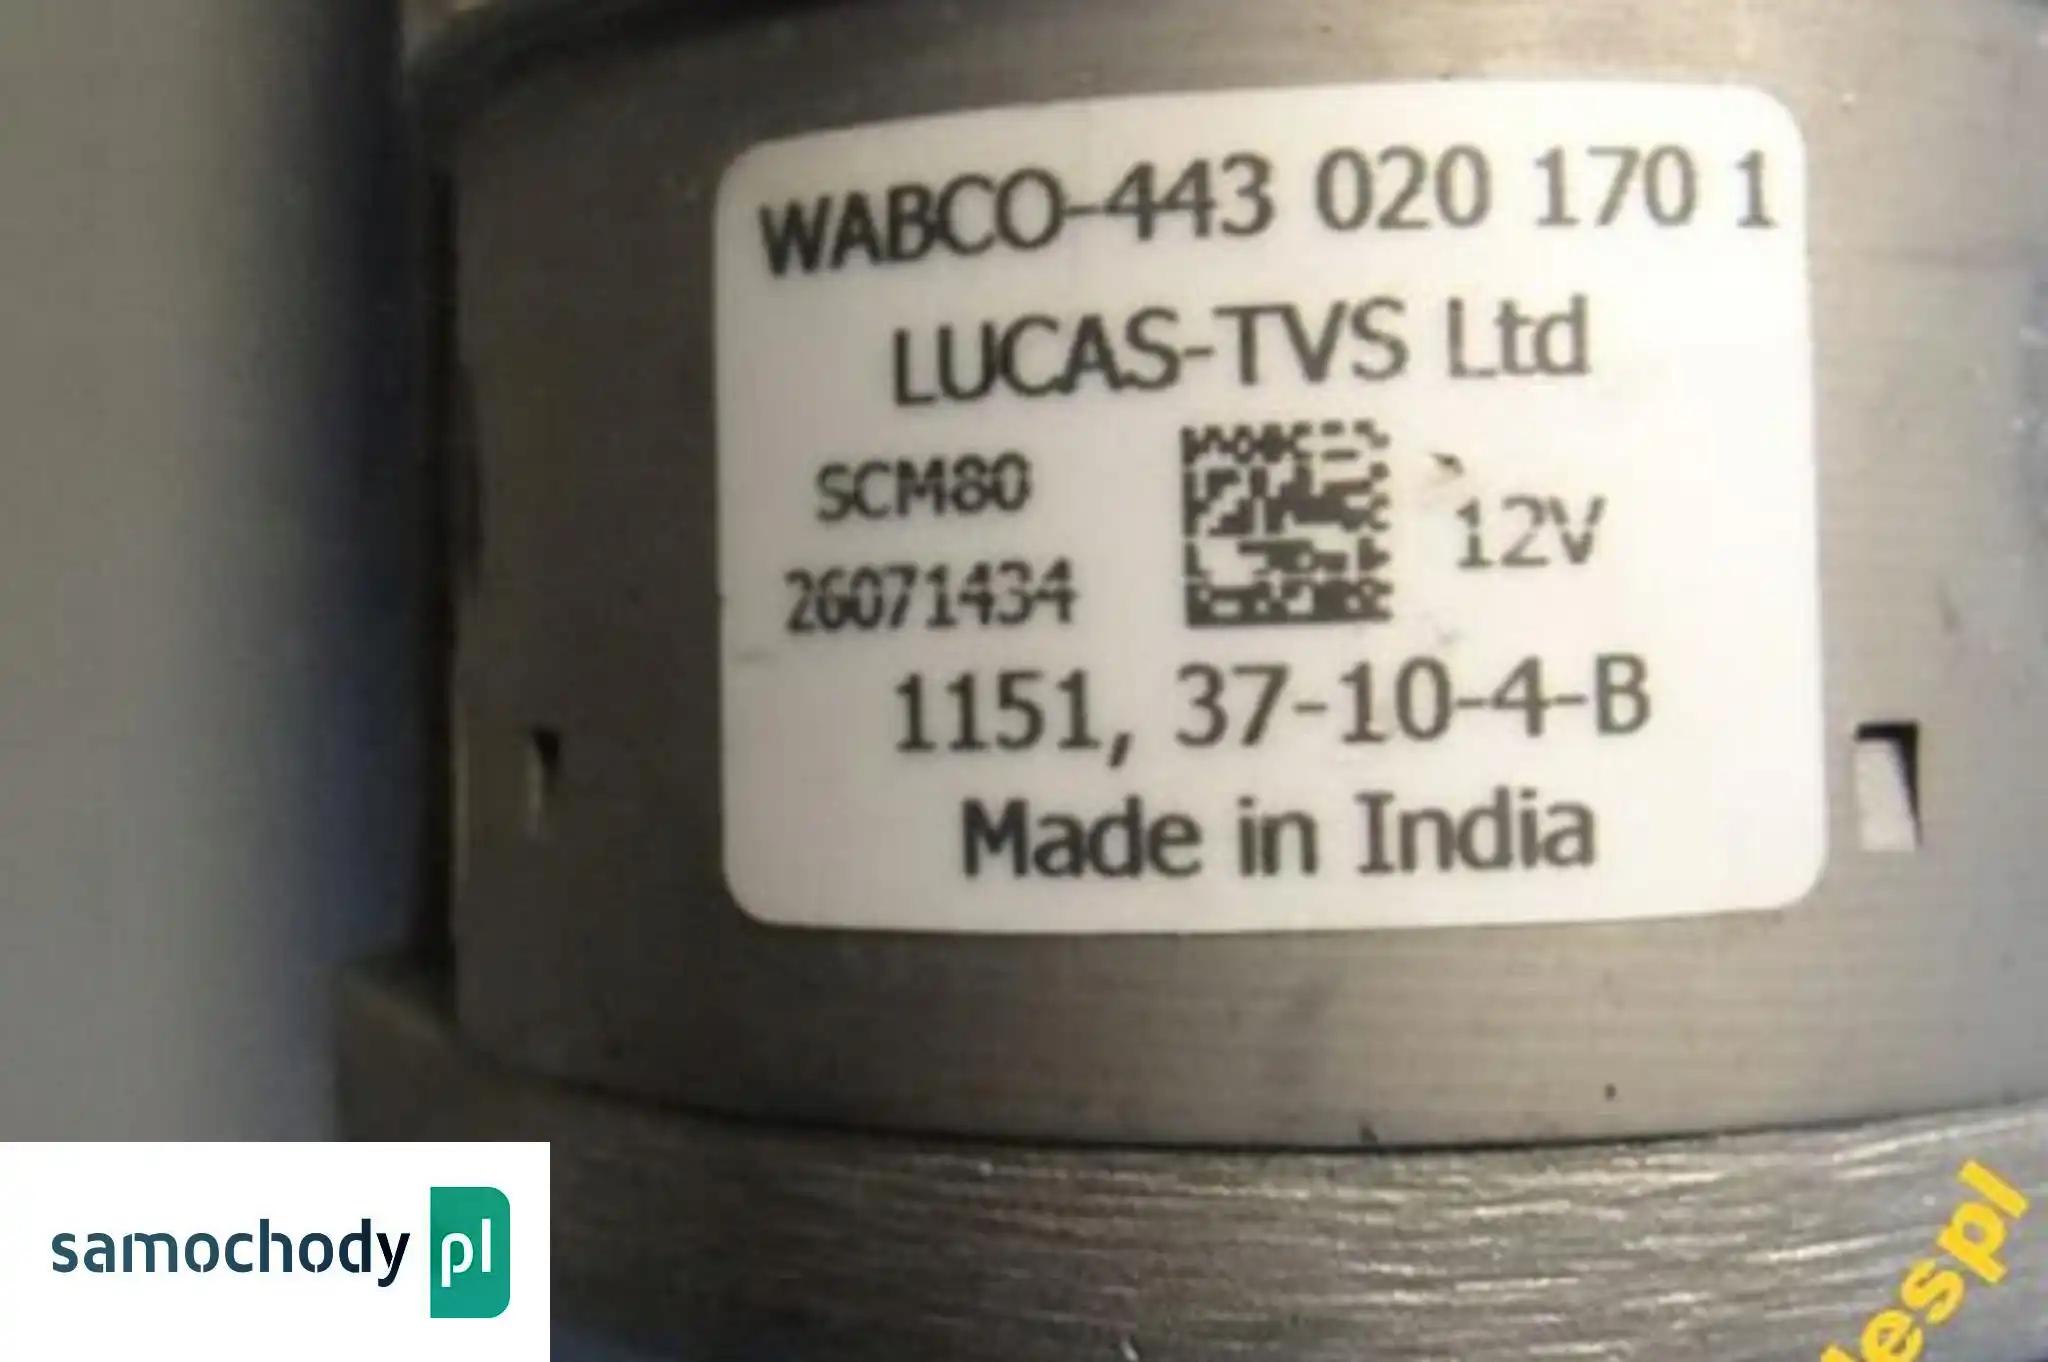 WABCO-443 020 170 1
LUCAS-TVS Ltd
SCM80
12V
26071434
1151, 37-10-4-B
Made in India
samochody pl